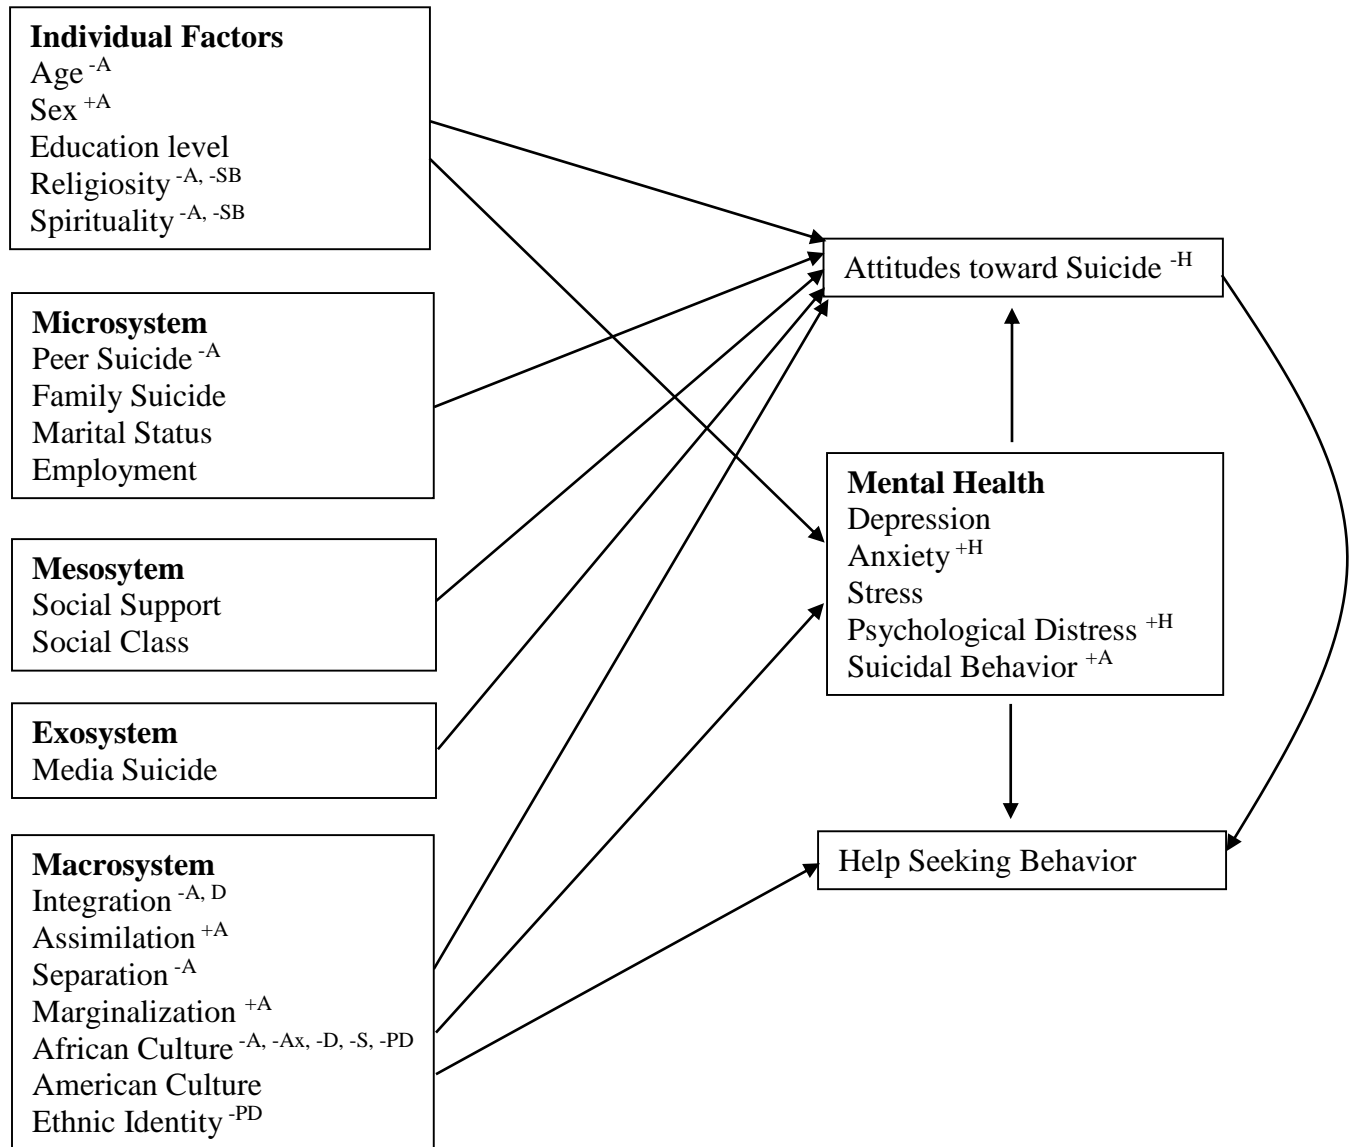 Individual Factors
Age -A
Sex +A
Education level
Religiosity -A, -SB
Spirituality -A, -SB
Microsystem
Peer Suicide -A
Family Suicide
Marital Status
Employment
Mesosytem
Social Support
Social Class
Exosystem
Media Suicide
Macrosystem
Integration -A, D
Assimilation +A
Separation -A
Marginalization +A
African Culture -A, -Ax, -D, -S, -PD
American Culture
Ethnic Identity -PD
Attitudes toward Suicide -H
Mental Health
Depression
Anxiety +H
Stress
Psychological Distress +H
Suicidal Behavior +A
Help Seeking Behavior